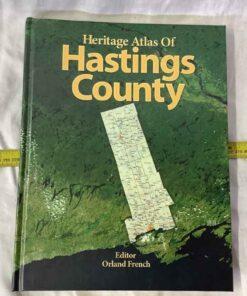 Heritage Atlas Of
Hastings
County
Editor
Orland French